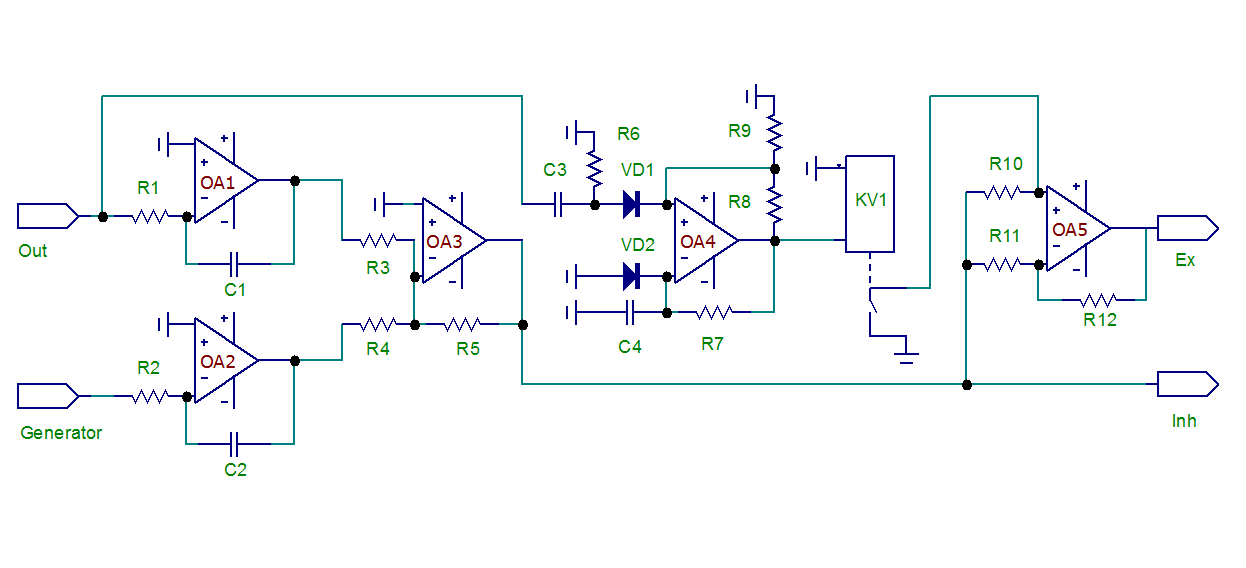 R9
R6
C3
VD1
R10
R1
OA1
R8
KV1
Out
OA3
VD2
OA4
R11
OA5
R3
Ex
C1
R12
R4
R5
C4
R7
OA2
R2
Generator
Inh
C2